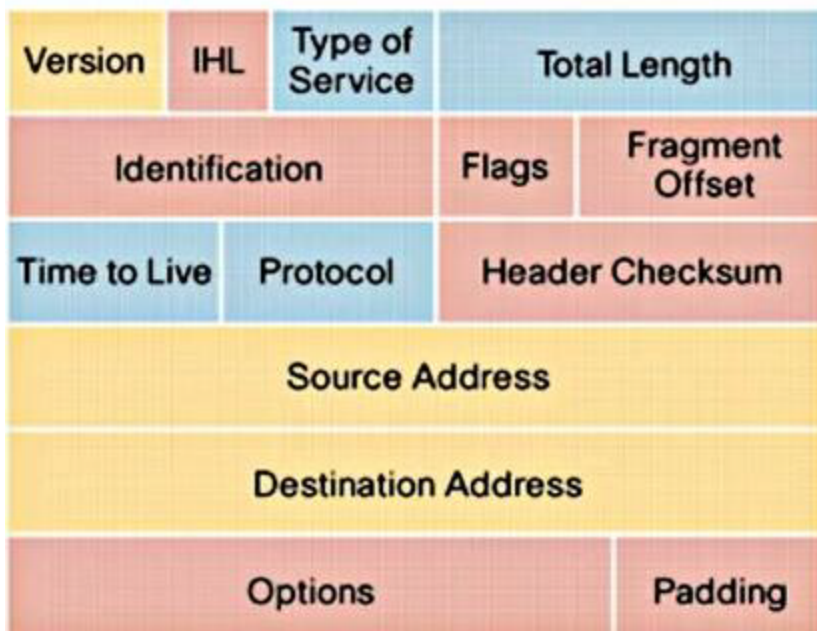 Version IHL Type of Service Total Length
Identification Flags Fragment Offset
Time to Live Protocol Header Checksum
Source Address
Destination Address
Options Padding